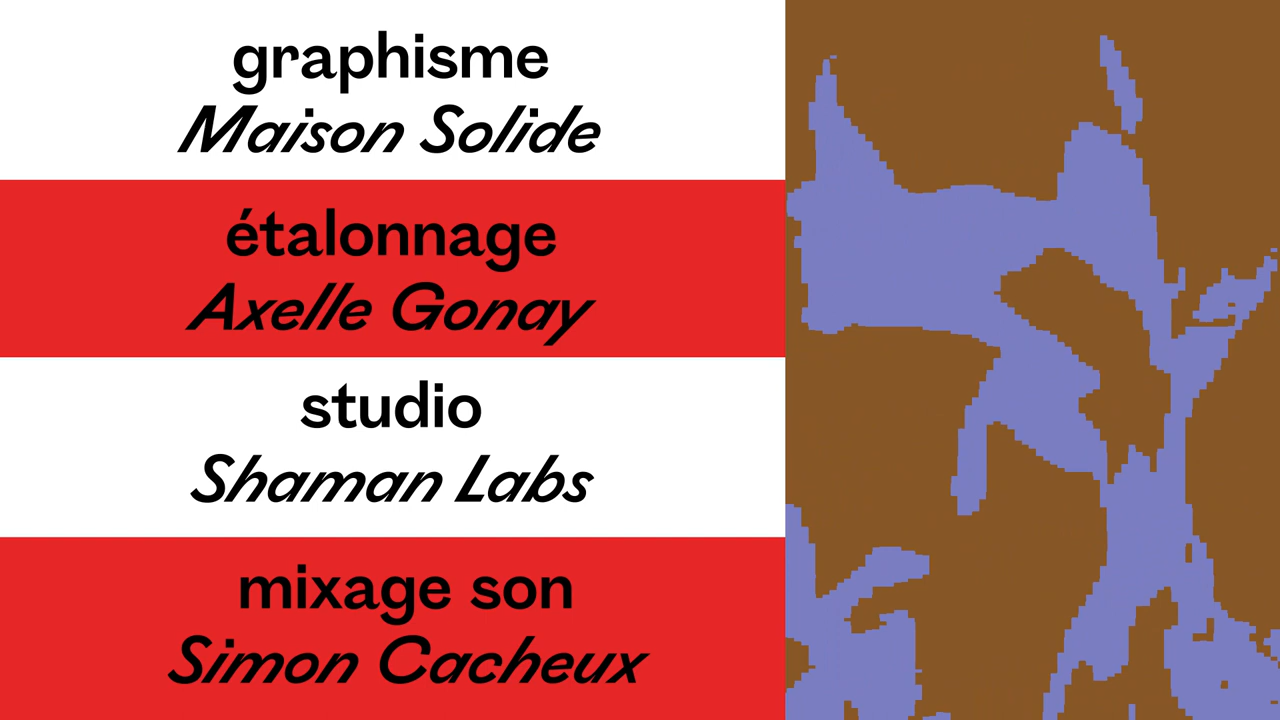 graphisme
Maison Solide
étalonnage
Axelle Gonay
studio
Shaman Labs
mixage son
Simon Cacheux